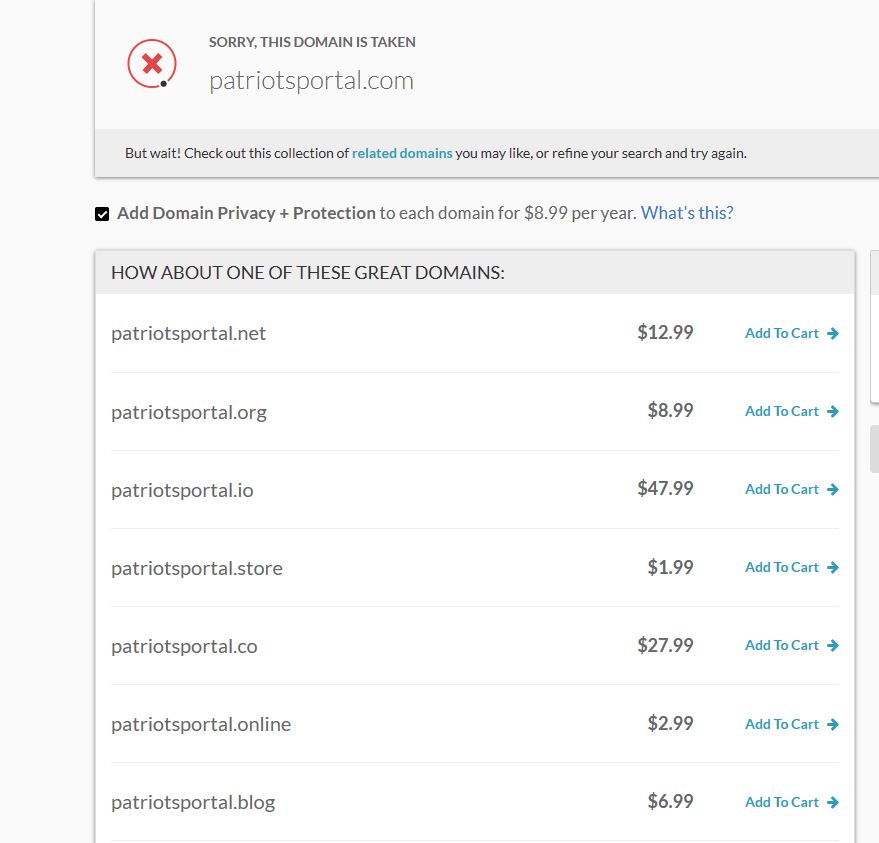 SORRY, THIS DOMAIN IS TAKEN
patriotsportal.com
But wait! Check out this collection of related domains you may like, or refine your search and try again.
Add Domain Privacy + Protection to each domain for $8.99 per year. What's this?
HOW ABOUT ONE OF THESE GREAT DOMAINS:
patriotsportal.net $12.99 Add To Cart
patriotsportal.org $8.99 Add To Cart
patriotsportal.io $47.99 Add To Cart
patriotsportal.store $1.99 Add To Cart
patriotsportal.co $27.99 Add To Cart
patriotsportal.online $2.99 Add To Cart
patriotsportal.blog $6.99 Add To Cart